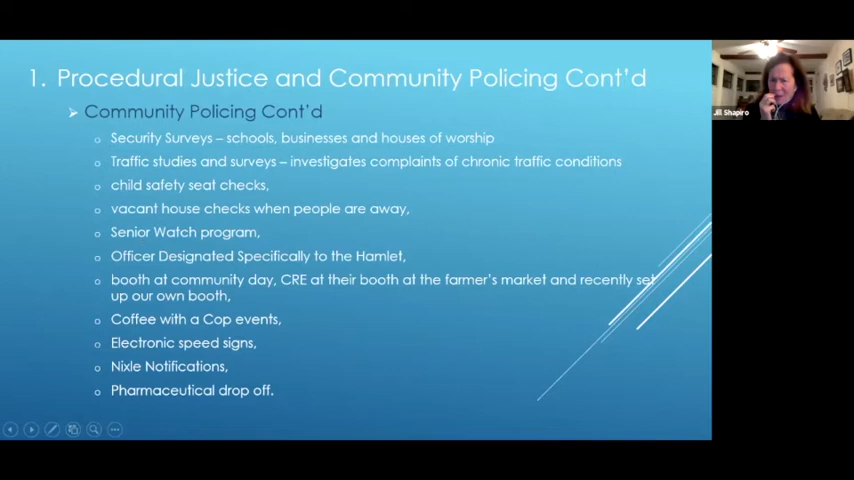 1. Procedural Justice and Community Policing Cont'd
Community Policing Cont'd
Security Surveys – schools, businesses and houses of worship
Traffic studies and surveys – investigates complaints of chronic traffic conditions
child safety seat checks,
vacant house checks when people are away,
Senior Watch program,
Officer Designated Specifically to the Hamlet,
booth at community day, CRE at their booth at the farmer's market and recently set
up our own booth,
Coffee with a Cop events,
Electronic speed signs,
Nixle Notifications,
Pharmaceutical drop off.
Jill Shapiro